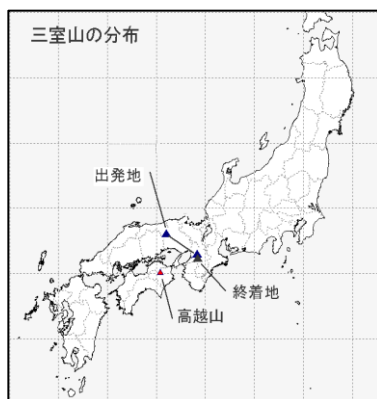 三室山の分布
出発地
終着地
高越山